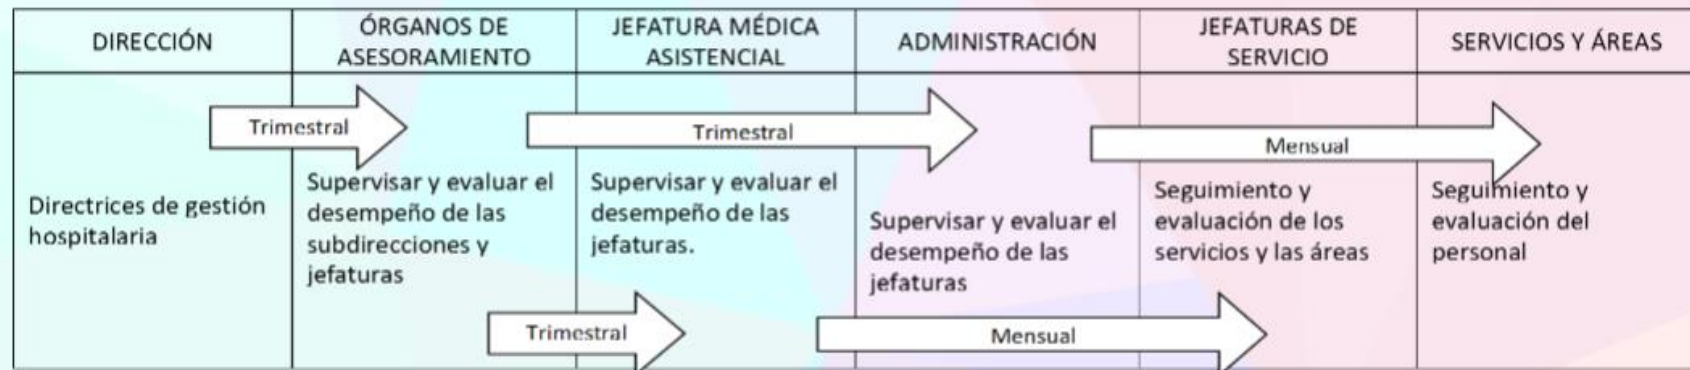 DIRECCIÓN
ÓRGANOS DE
ASESORAMIENTO
JEFATURA MÉDICA
ASISTENCIAL
ADMINISTRACIÓN
JEFATURAS DE
SERVICIO
SERVICIOS Y ÁREAS
Trimestral
Trimestral
Mensual
Directrices de gestión
hospitalaria
Supervisar y evaluar el
desempeño de las
subdirecciones y
jefaturas
Supervisar y evaluar el
desempeño de las
jefaturas.
Supervisar y evaluar el
desempeño de las
jefaturas
Seguimiento y
evaluación de los
servicios y las áreas
Seguimiento y
evaluación del
personal
Trimestral
Mensual